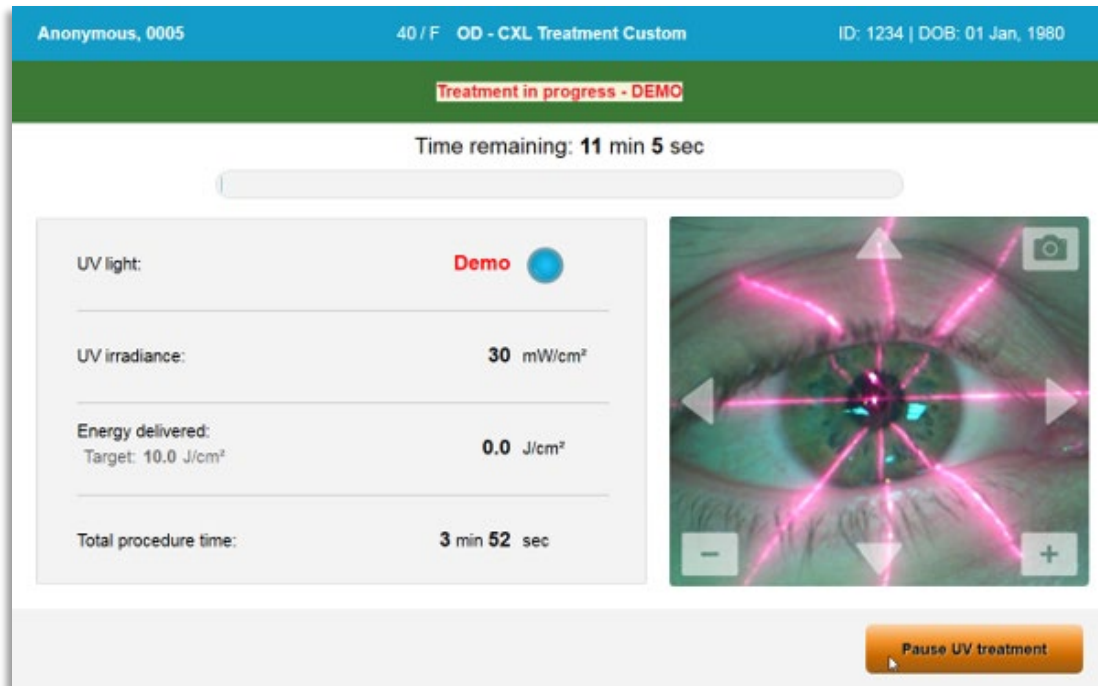 Anonymous, 0005 40 / F OD - CXL Treatment Custom ID: 1234 | DOB: 01 Jan, 1980
Treatment in progress - DEMO
Time remaining: 11 min 5 sec
UV light: Demo
UV irradiance: 30 mW/cm²
Energy delivered:
Target: 10.0 J/cm² 0.0 J/cm²
Total procedure time: 3 min 52 sec
Pause UV treatment